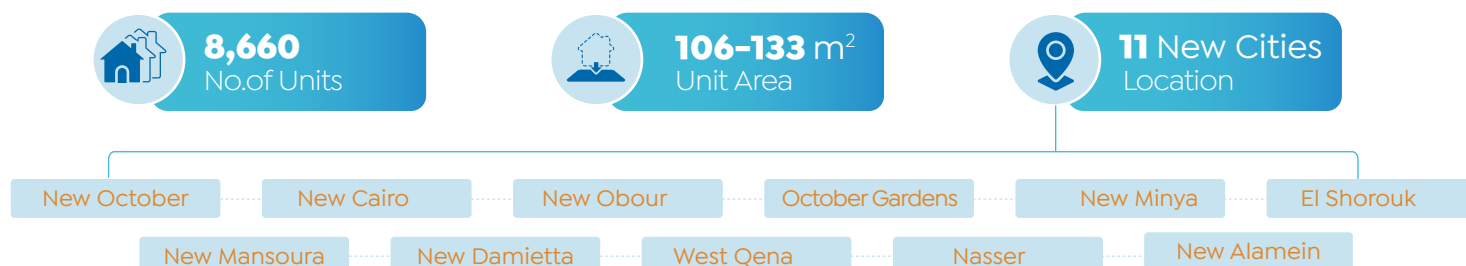 8,660
No.of Units
106-133 m²
Unit Area
11 New Cities
Location
New October
New Cairo
New Obour
October Gardens
New Minya
El Shorouk
New Mansoura
New Damietta
West Qena
Nasser
New Alamein